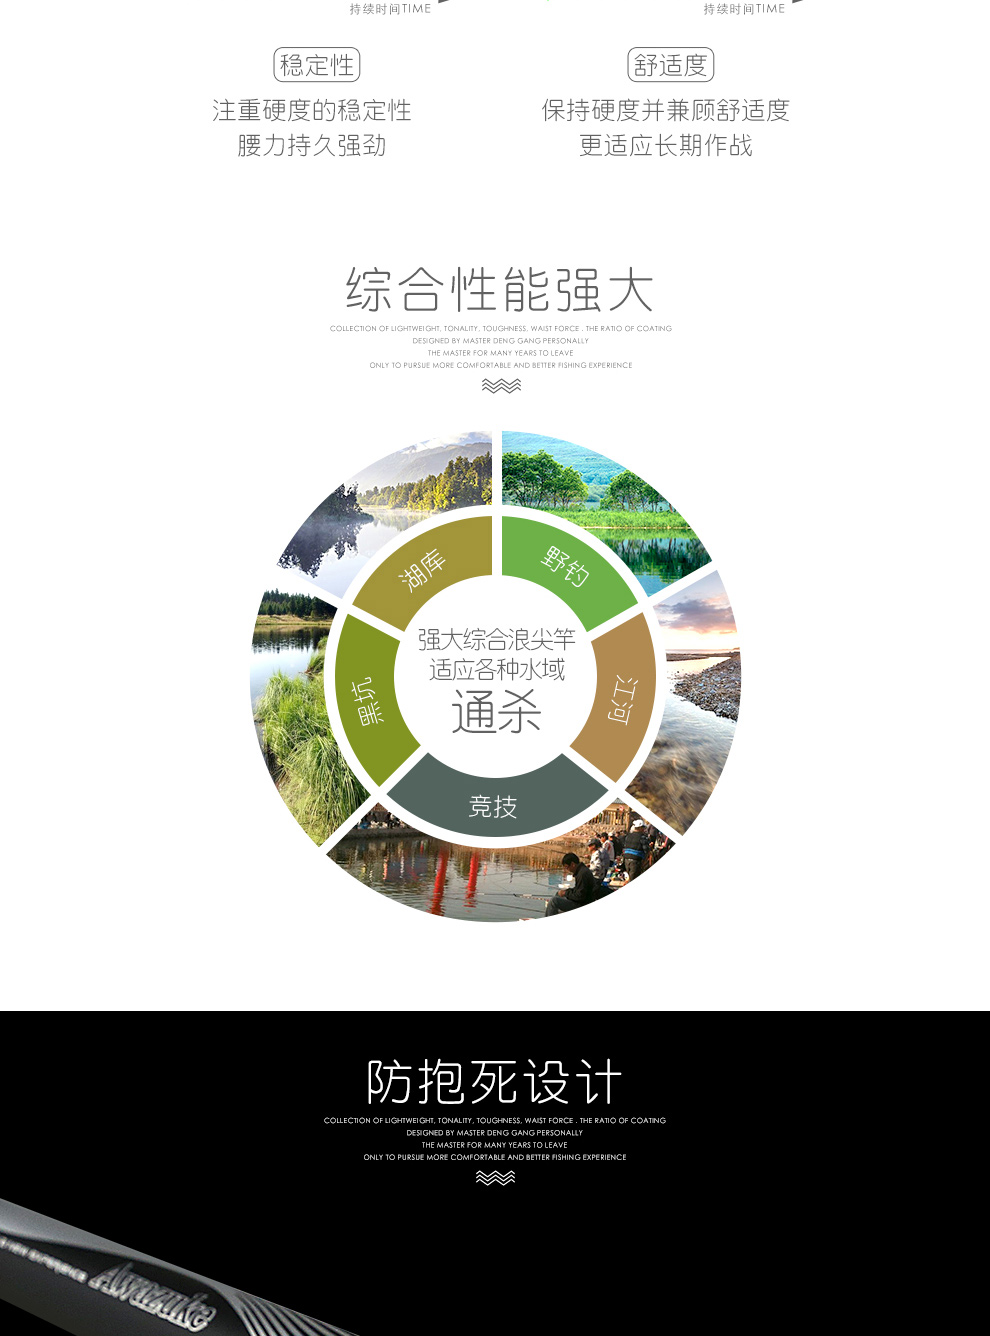 持续时间TIME
持续时间TIME
稳定性
舒适度
注重硬度的稳定性
腰力持久强劲
保持硬度并兼顾舒适度
更适应长期作战
综合性能强大
COLLECTION OF LIGHTWEIGHT, TONALITY, TOUGHNESS, WAIST FORCE . THE RATIO OF COATING
DESIGNED BY MASTER DENG GANG PERSONALLY
THE MASTER FOR MANY YEARS TO LEAVE
ONLY TO PURSUE MORE COMFORTABLE AND BETTER FISHING EXPERIENCE
湖库
野钓
强大综合浪尖竿
适应各种水域
通杀
黑坑
江河
竞技
防抱死设计
COLLECTION OF LIGHTWEIGHT, TONALITY, TOUGHNESS, WAIST FORCE . THE RATIO OF COATING
DESIGNED BY MASTER DENG GANG PERSONALLY
THE MASTER FOR MANY YEARS TO LEAVE
ONLY TO PURSUE MORE COMFORTABLE AND BETTER FISHING EXPERIENCE